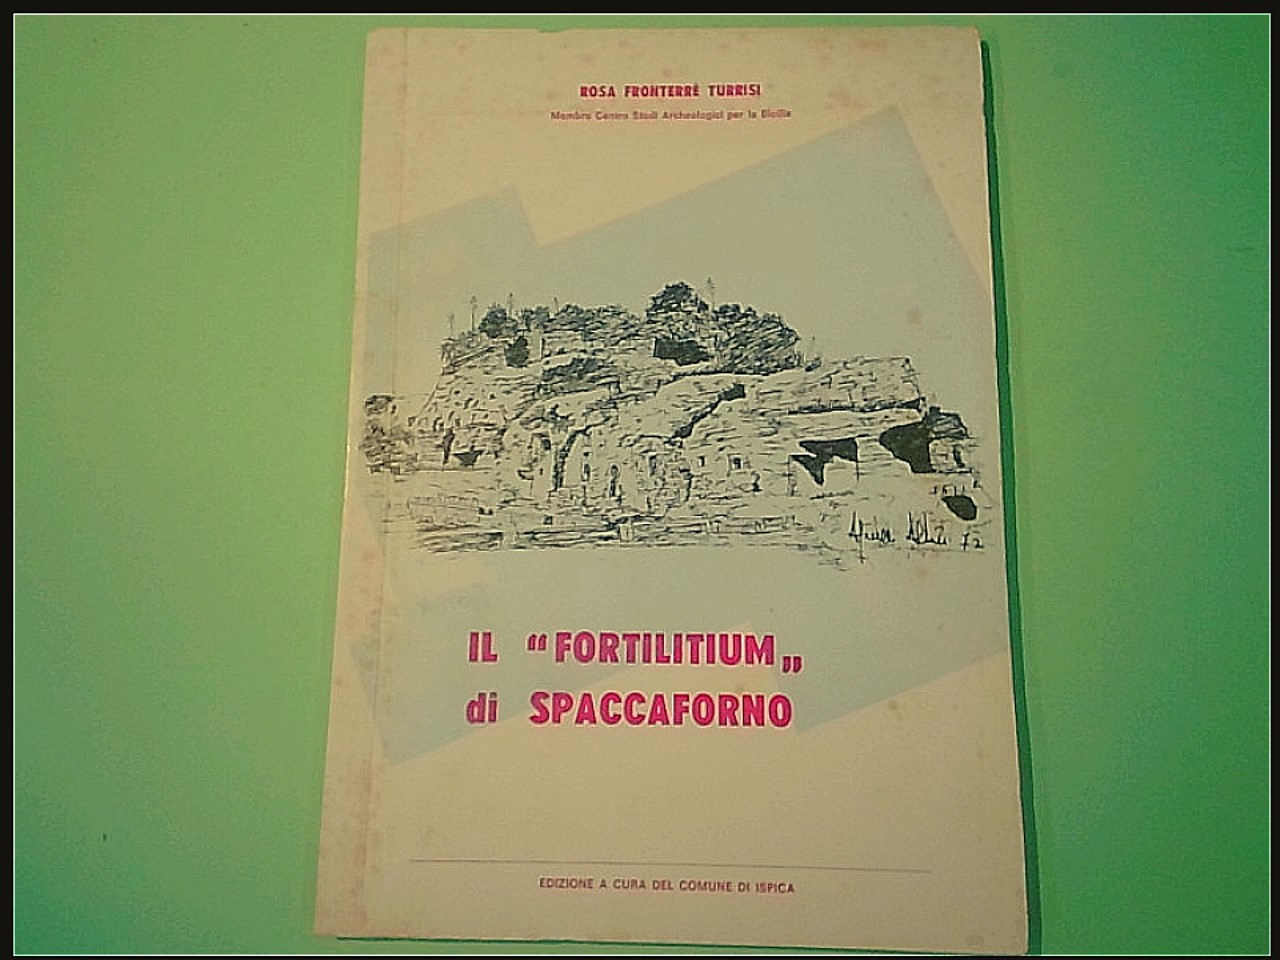 ROSA FRONTERRÈ TURRISI
Membro Centro Studi Archeologici per la Sicilia
72
IL “FORTILITIUM„
di SPACCAFORNO
EDIZIONE A CURA DEL COMUNE DI ISPICA